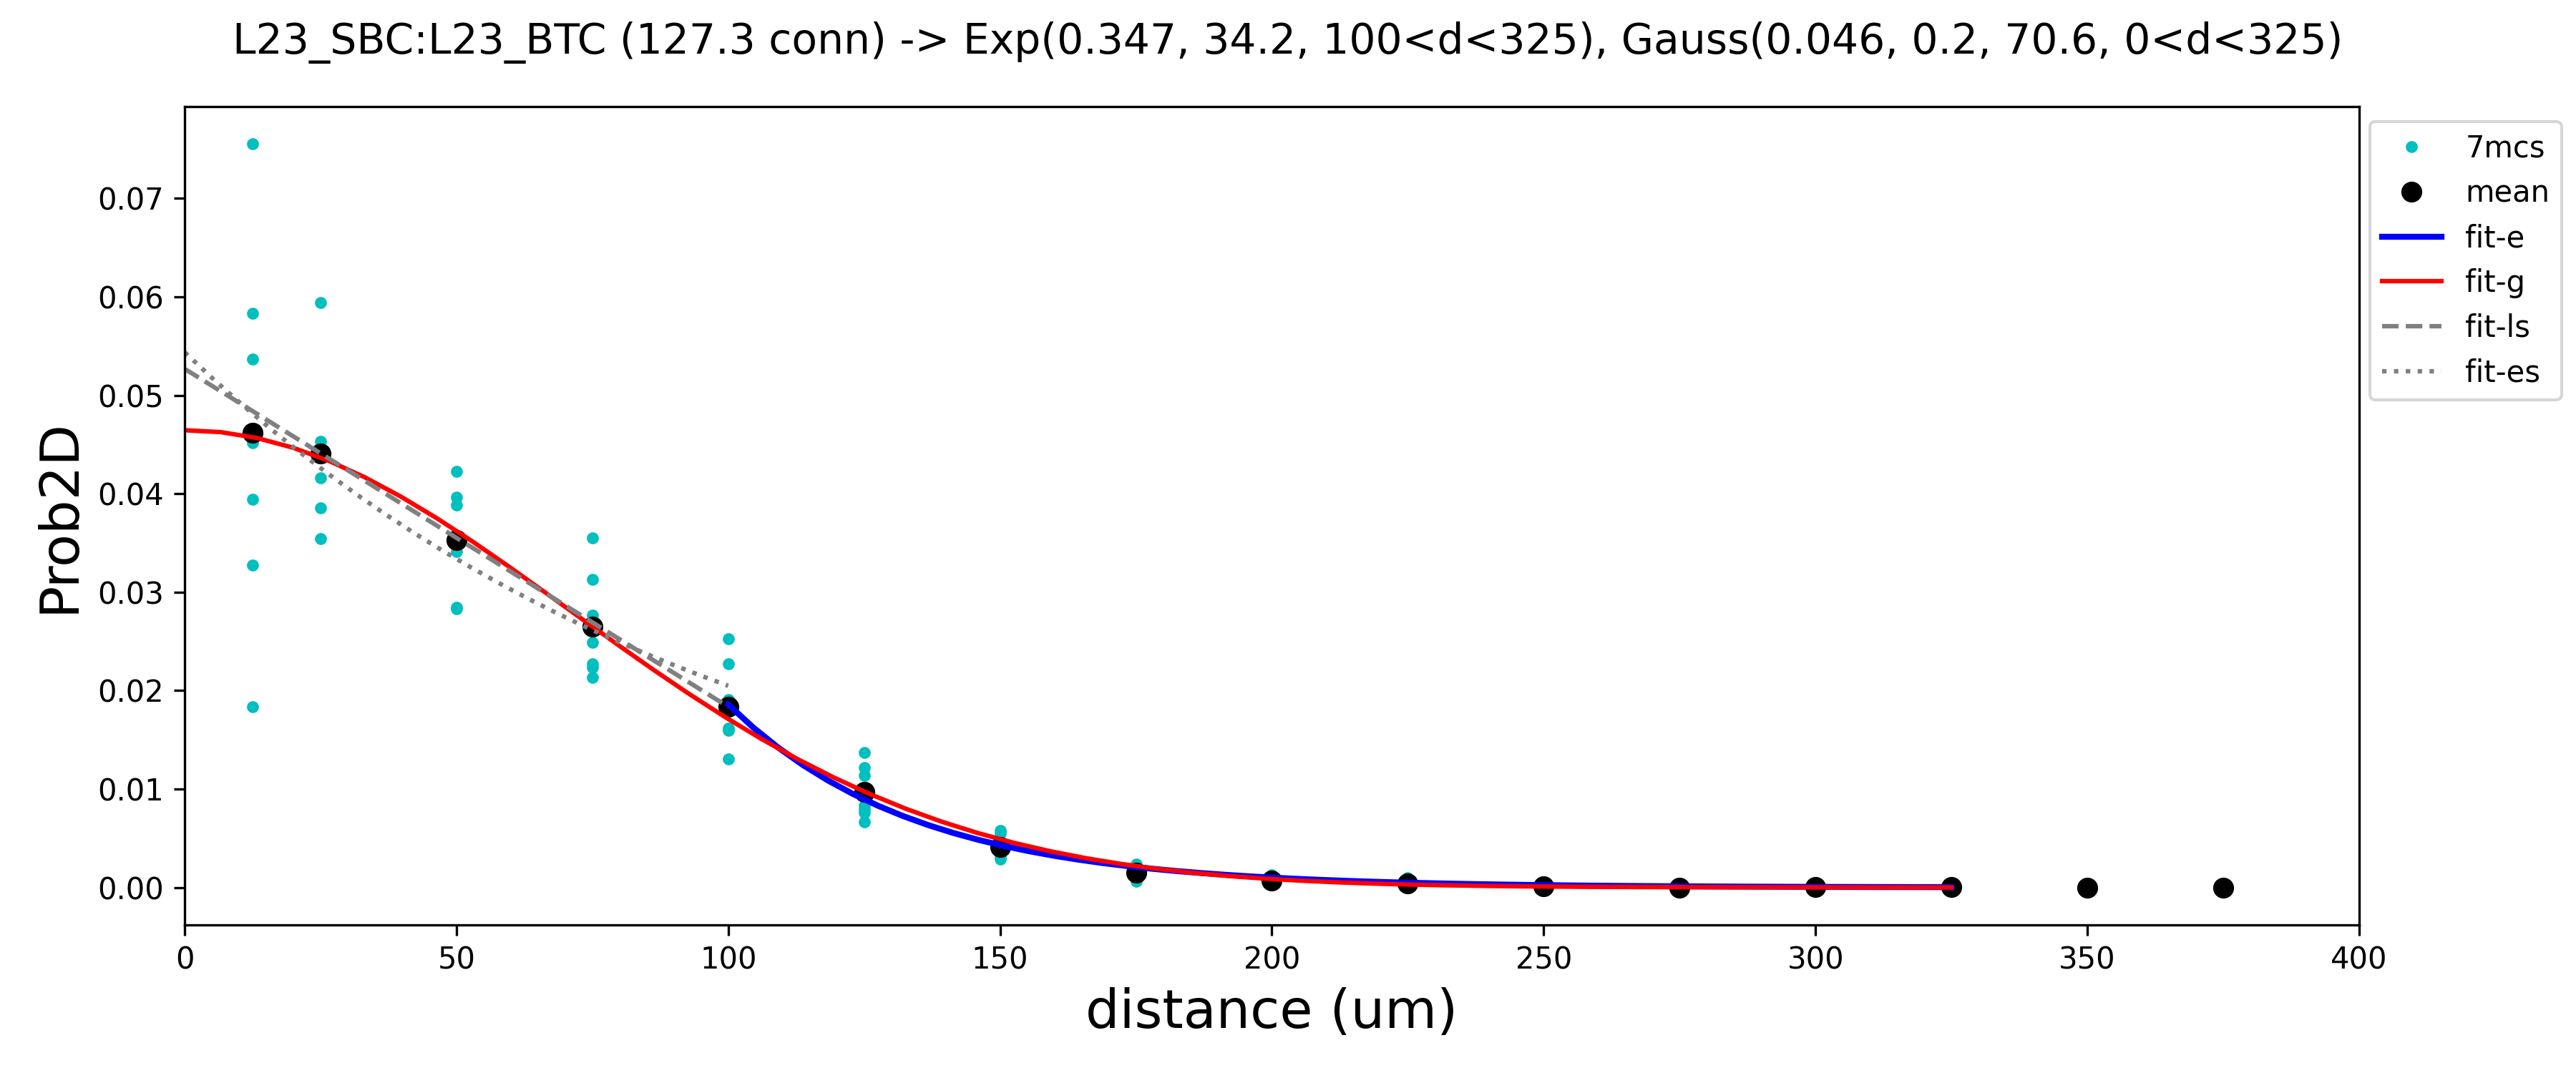 L23_SBC:L23_BTC (127.3 conn) -> Exp(0.347, 34.2, 100<d<325), Gauss(0.046, 0.2, 70.6, 0<d<325)
7mcs
mean
fit-e
fit-g
fit-ls
fit-es
Prob2D
0.07
0.06
0.05
0.04
0.03
0.02
0.01
0.00
0 50 100 150 200 250 300 350 400
distance (um)